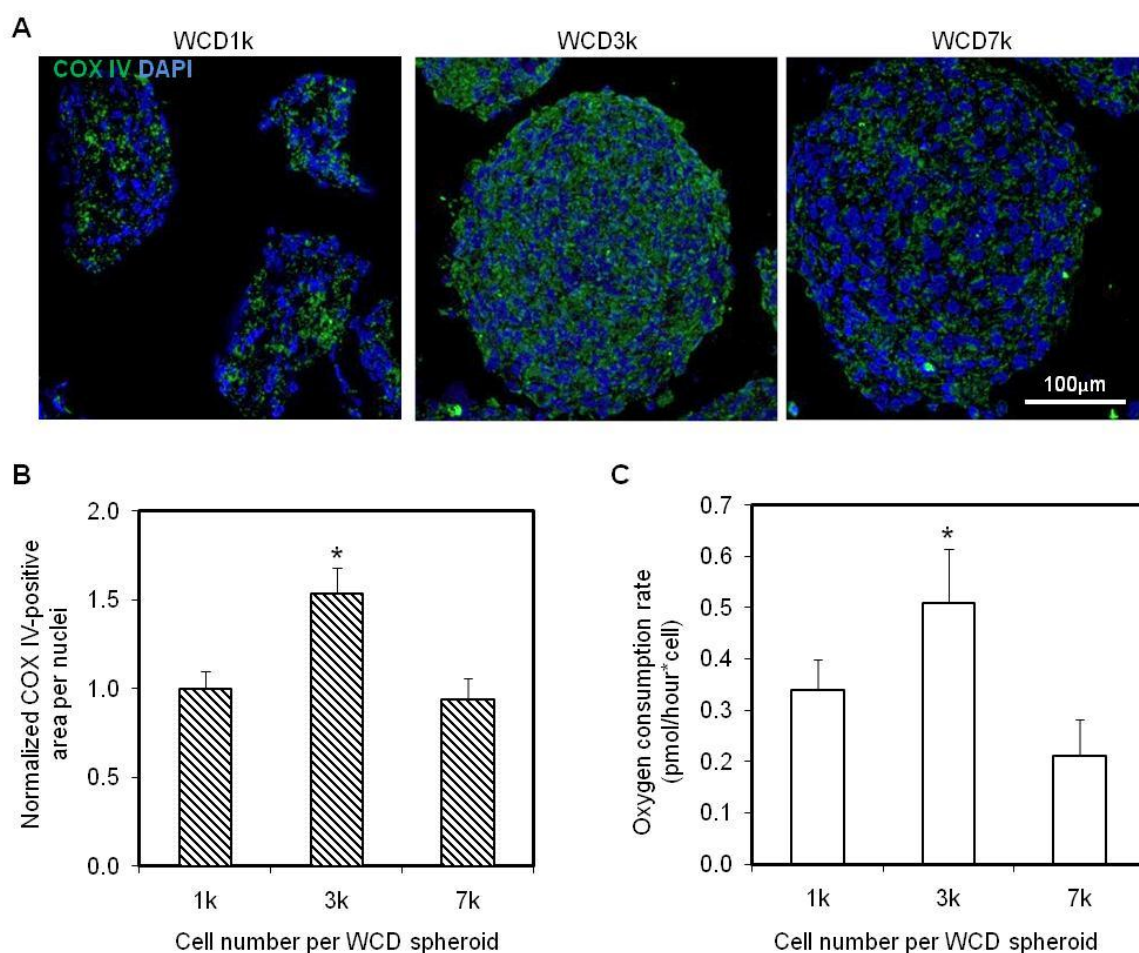 A
WCD1k WCD3k WCD7k
COX IV DAPI
100μm
B
2.0
1.5
1.0
0.5
0.0
Normalized COX IV-positive
area per nuclei
*
1k 3k 7k
Cell number per WCD spheroid
C
0.7
0.6
0.5
0.4
0.3
0.2
0.1
0.0
Oxygen consumption rate
(pmol/hour*cell)
*
1k 3k 7k
Cell number per WCD spheroid